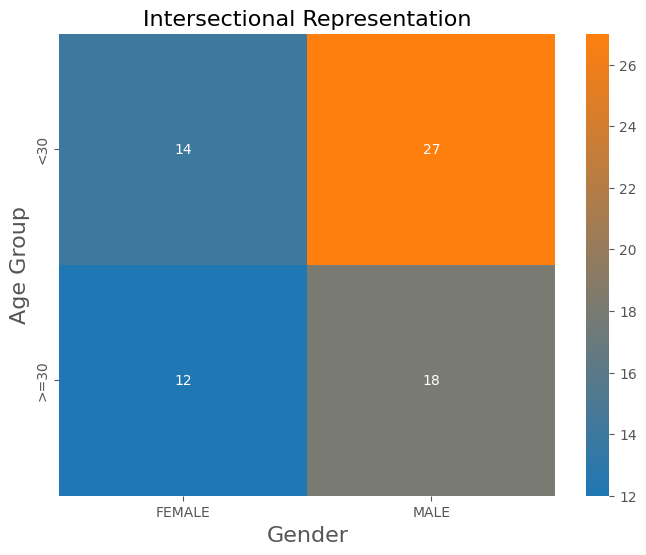 Intersectional Representation
<30
14
27
>=30
12
18
FEMALE
MALE
Gender
Age Group
26
24
22
20
18
16
14
12